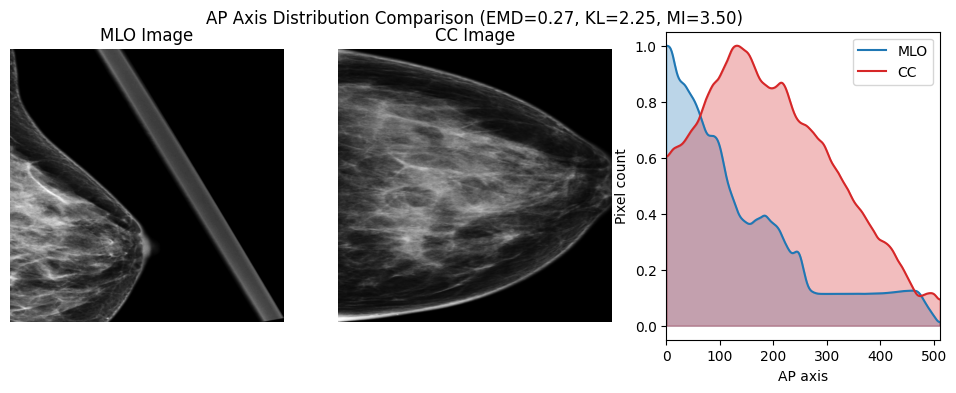 AP Axis Distribution Comparison (EMD=0.27, KL=2.25, MI=3.50)
MLO Image
CC Image
MLO
CC
Pixel count
1.0
0.8
0.6
0.4
0.2
0.0
0 100 200 300 400 500
AP axis